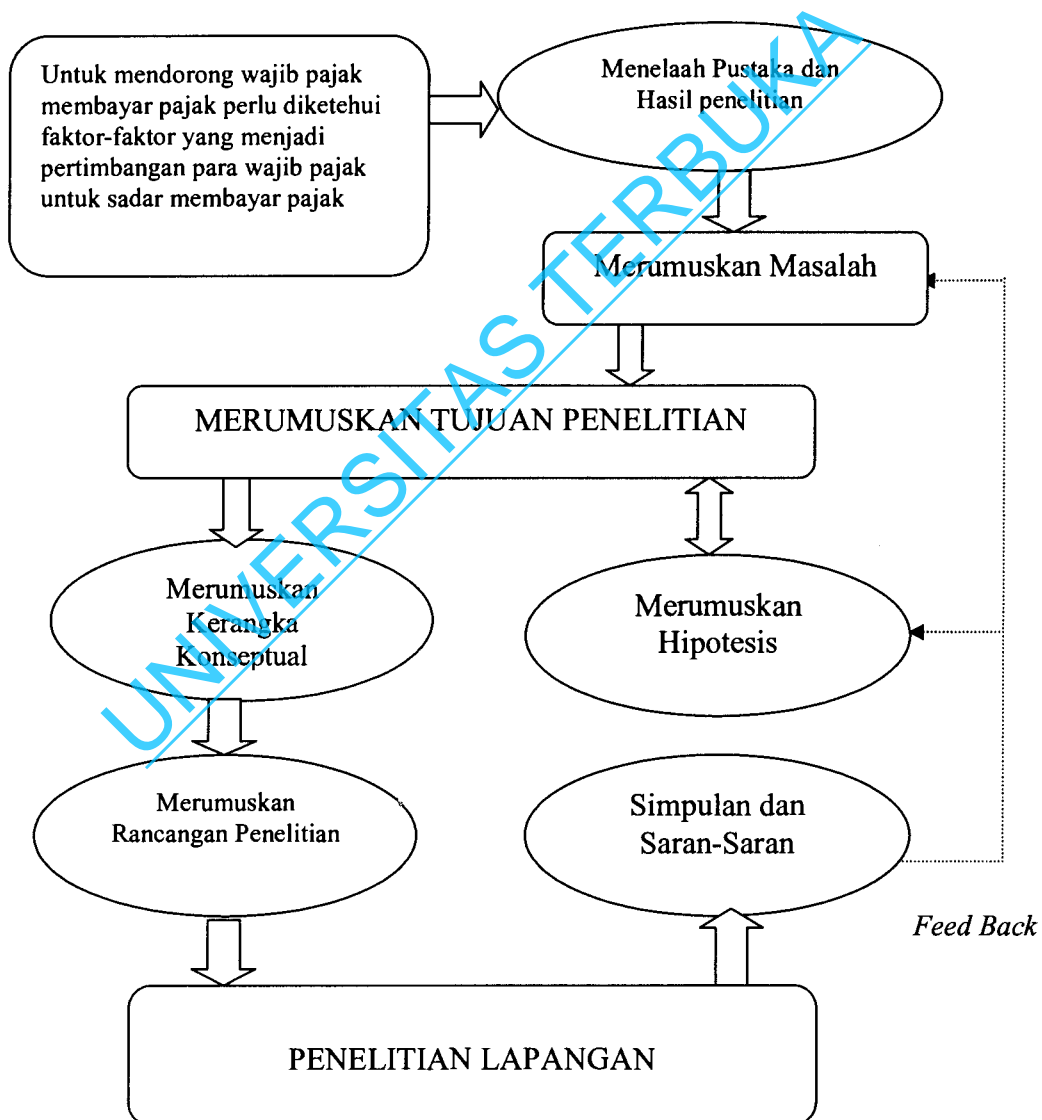 Untuk mendorong wajib pajak
membayar pajak perlu diketehui
faktor-faktor yang menjadi
pertimbangan para wajib pajak
untuk sadar membayar pajak
Menelaah Pustaka dan
Hasil penelitian
Merumuskan Masalah
MERUMUSKAN TUJUAN PENELITIAN
Merumuskan
Kerangka
Konseptual
Merumuskan
Hipotesis
Merumuskan
Rancangan Penelitian
Simpulan dan
Saran-Saran
Feed Back
PENELITIAN LAPANGAN
UNIVERSITAS TERBUKA